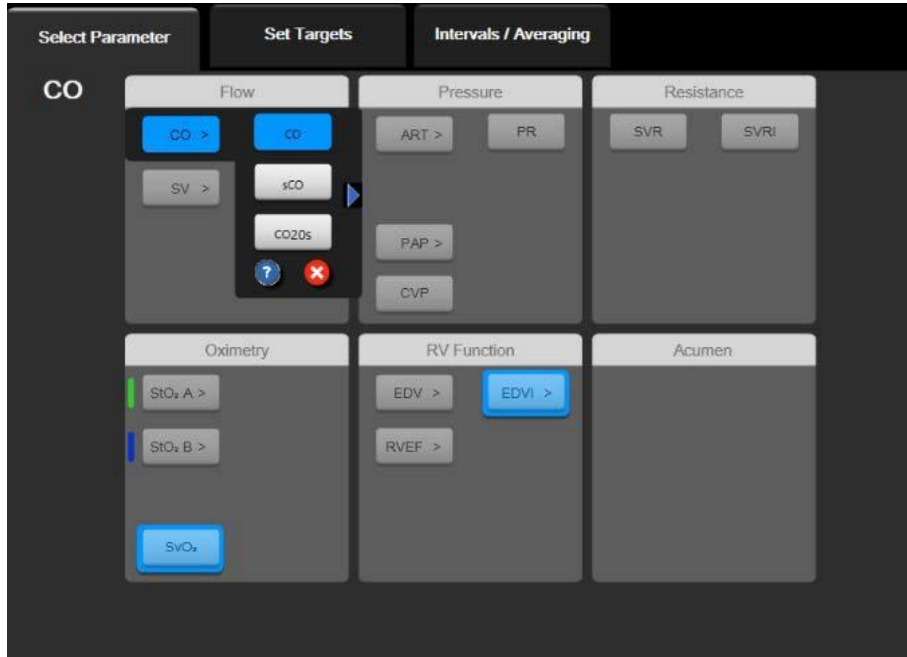 Select Parameter
Set Targets
Intervals / Averaging
CO
Flow
CO >
CO
sCO
SV >
CO20s
?
Pressure
ART >
PR
PAP >
CVP
Resistance
SVR
SVRI
Oximetry
StO₂ A >
StO₂ B >
SvO₂
RV Function
EDV >
EDVI >
RVEF >
Acumen